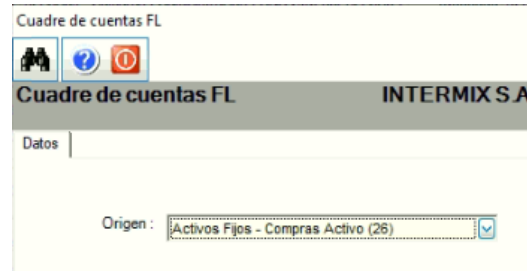 Cuadre de cuentas FL
Cuadre de cuentas FL INTERMIX S.A
Datos
Origen : Activos Fijos - Compras Activo (26)